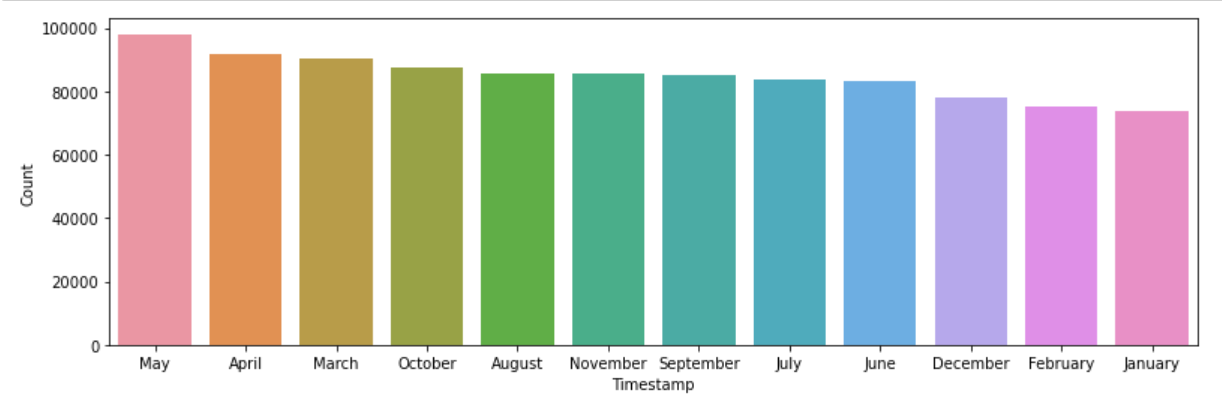 100000
80000
60000
40000
20000
0
Count
May April March October August November September July June December February January
Timestamp